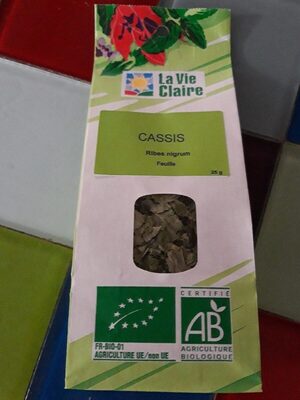 La Vie
Claire
CASSIS
Ribes nigrum
Feuille
25 g
FR-BIO-01
AGRICULTURE UE/non UE
CERTIFIÉ
AB
AGRICULTURE
BIOLOGIQUE